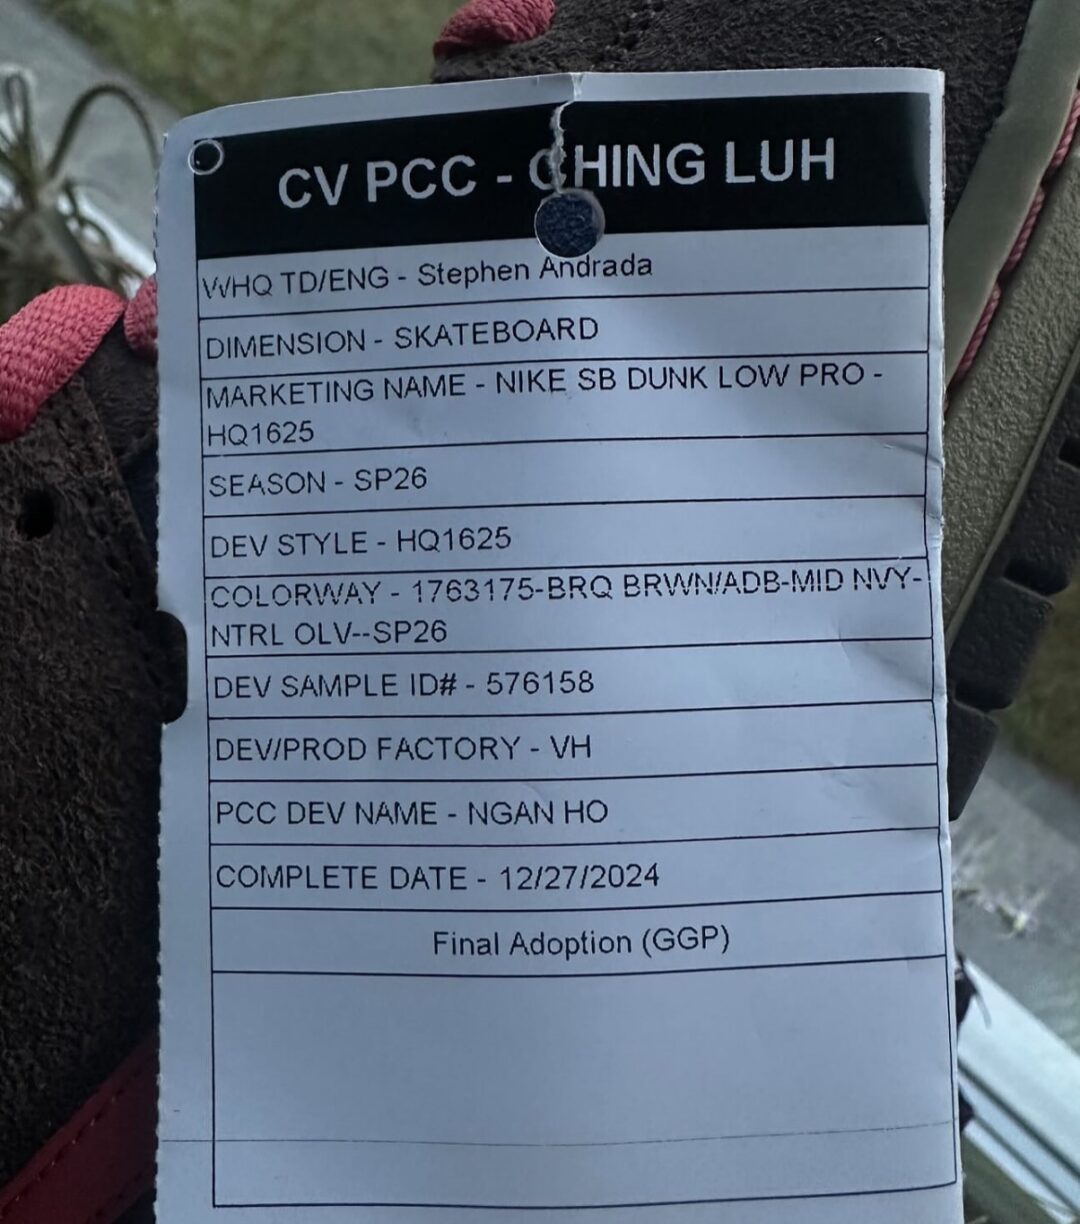 CV PCC - CHING LUH
WHQ TD/ENG - Stephen Andrada
DIMENSION - SKATEBOARD
MARKETING NAME - NIKE SB DUNK LOW PRO -
HQ1625
SEASON - SP26
DEV STYLE - HQ1625
COLORWAY - 1763175-BRQ BRWN/ADB-MID NVY-
NTRL OLV--SP26
DEV SAMPLE ID# - 576158
DEV/PROD FACTORY - VH
PCC DEV NAME - NGAN HO
COMPLETE DATE - 12/27/2024
Final Adoption (GGP)